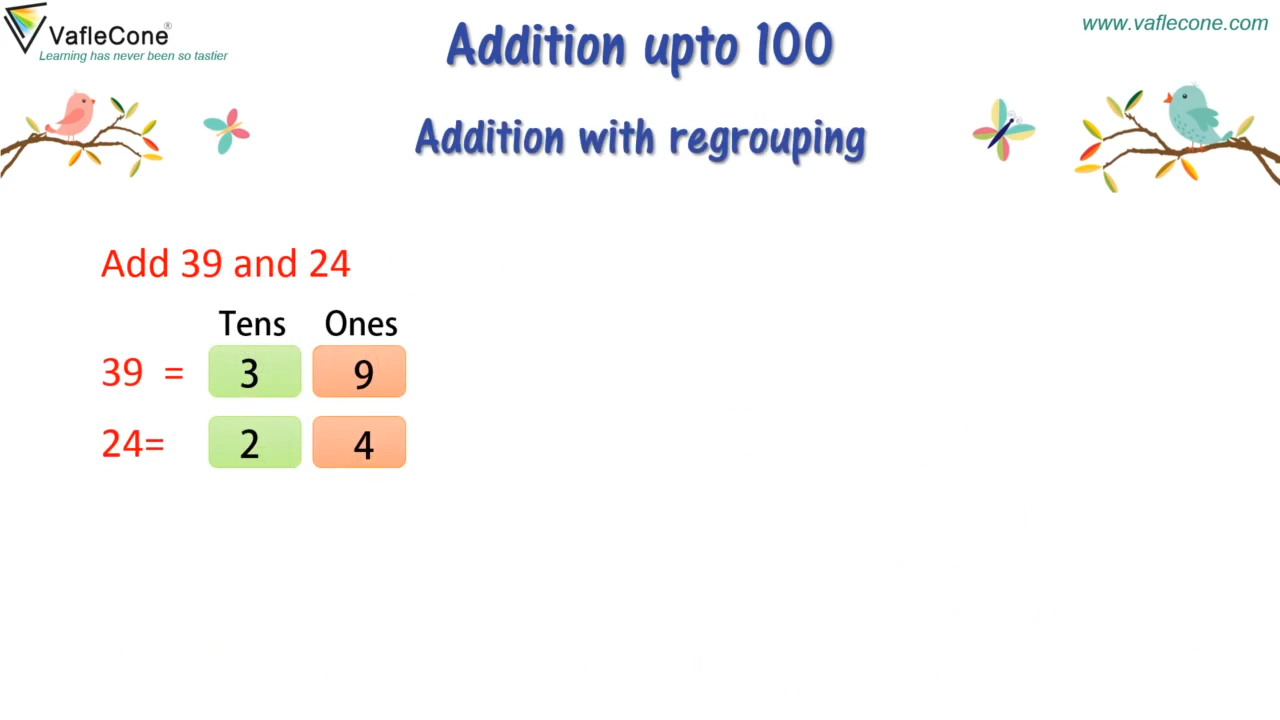 VafleCone®
Learning has never been so tastier
www.vaflecone.com
Addition upto 100
Addition with regrouping
Add 39 and 24
Tens Ones
39 = 3 9
24= 2 4